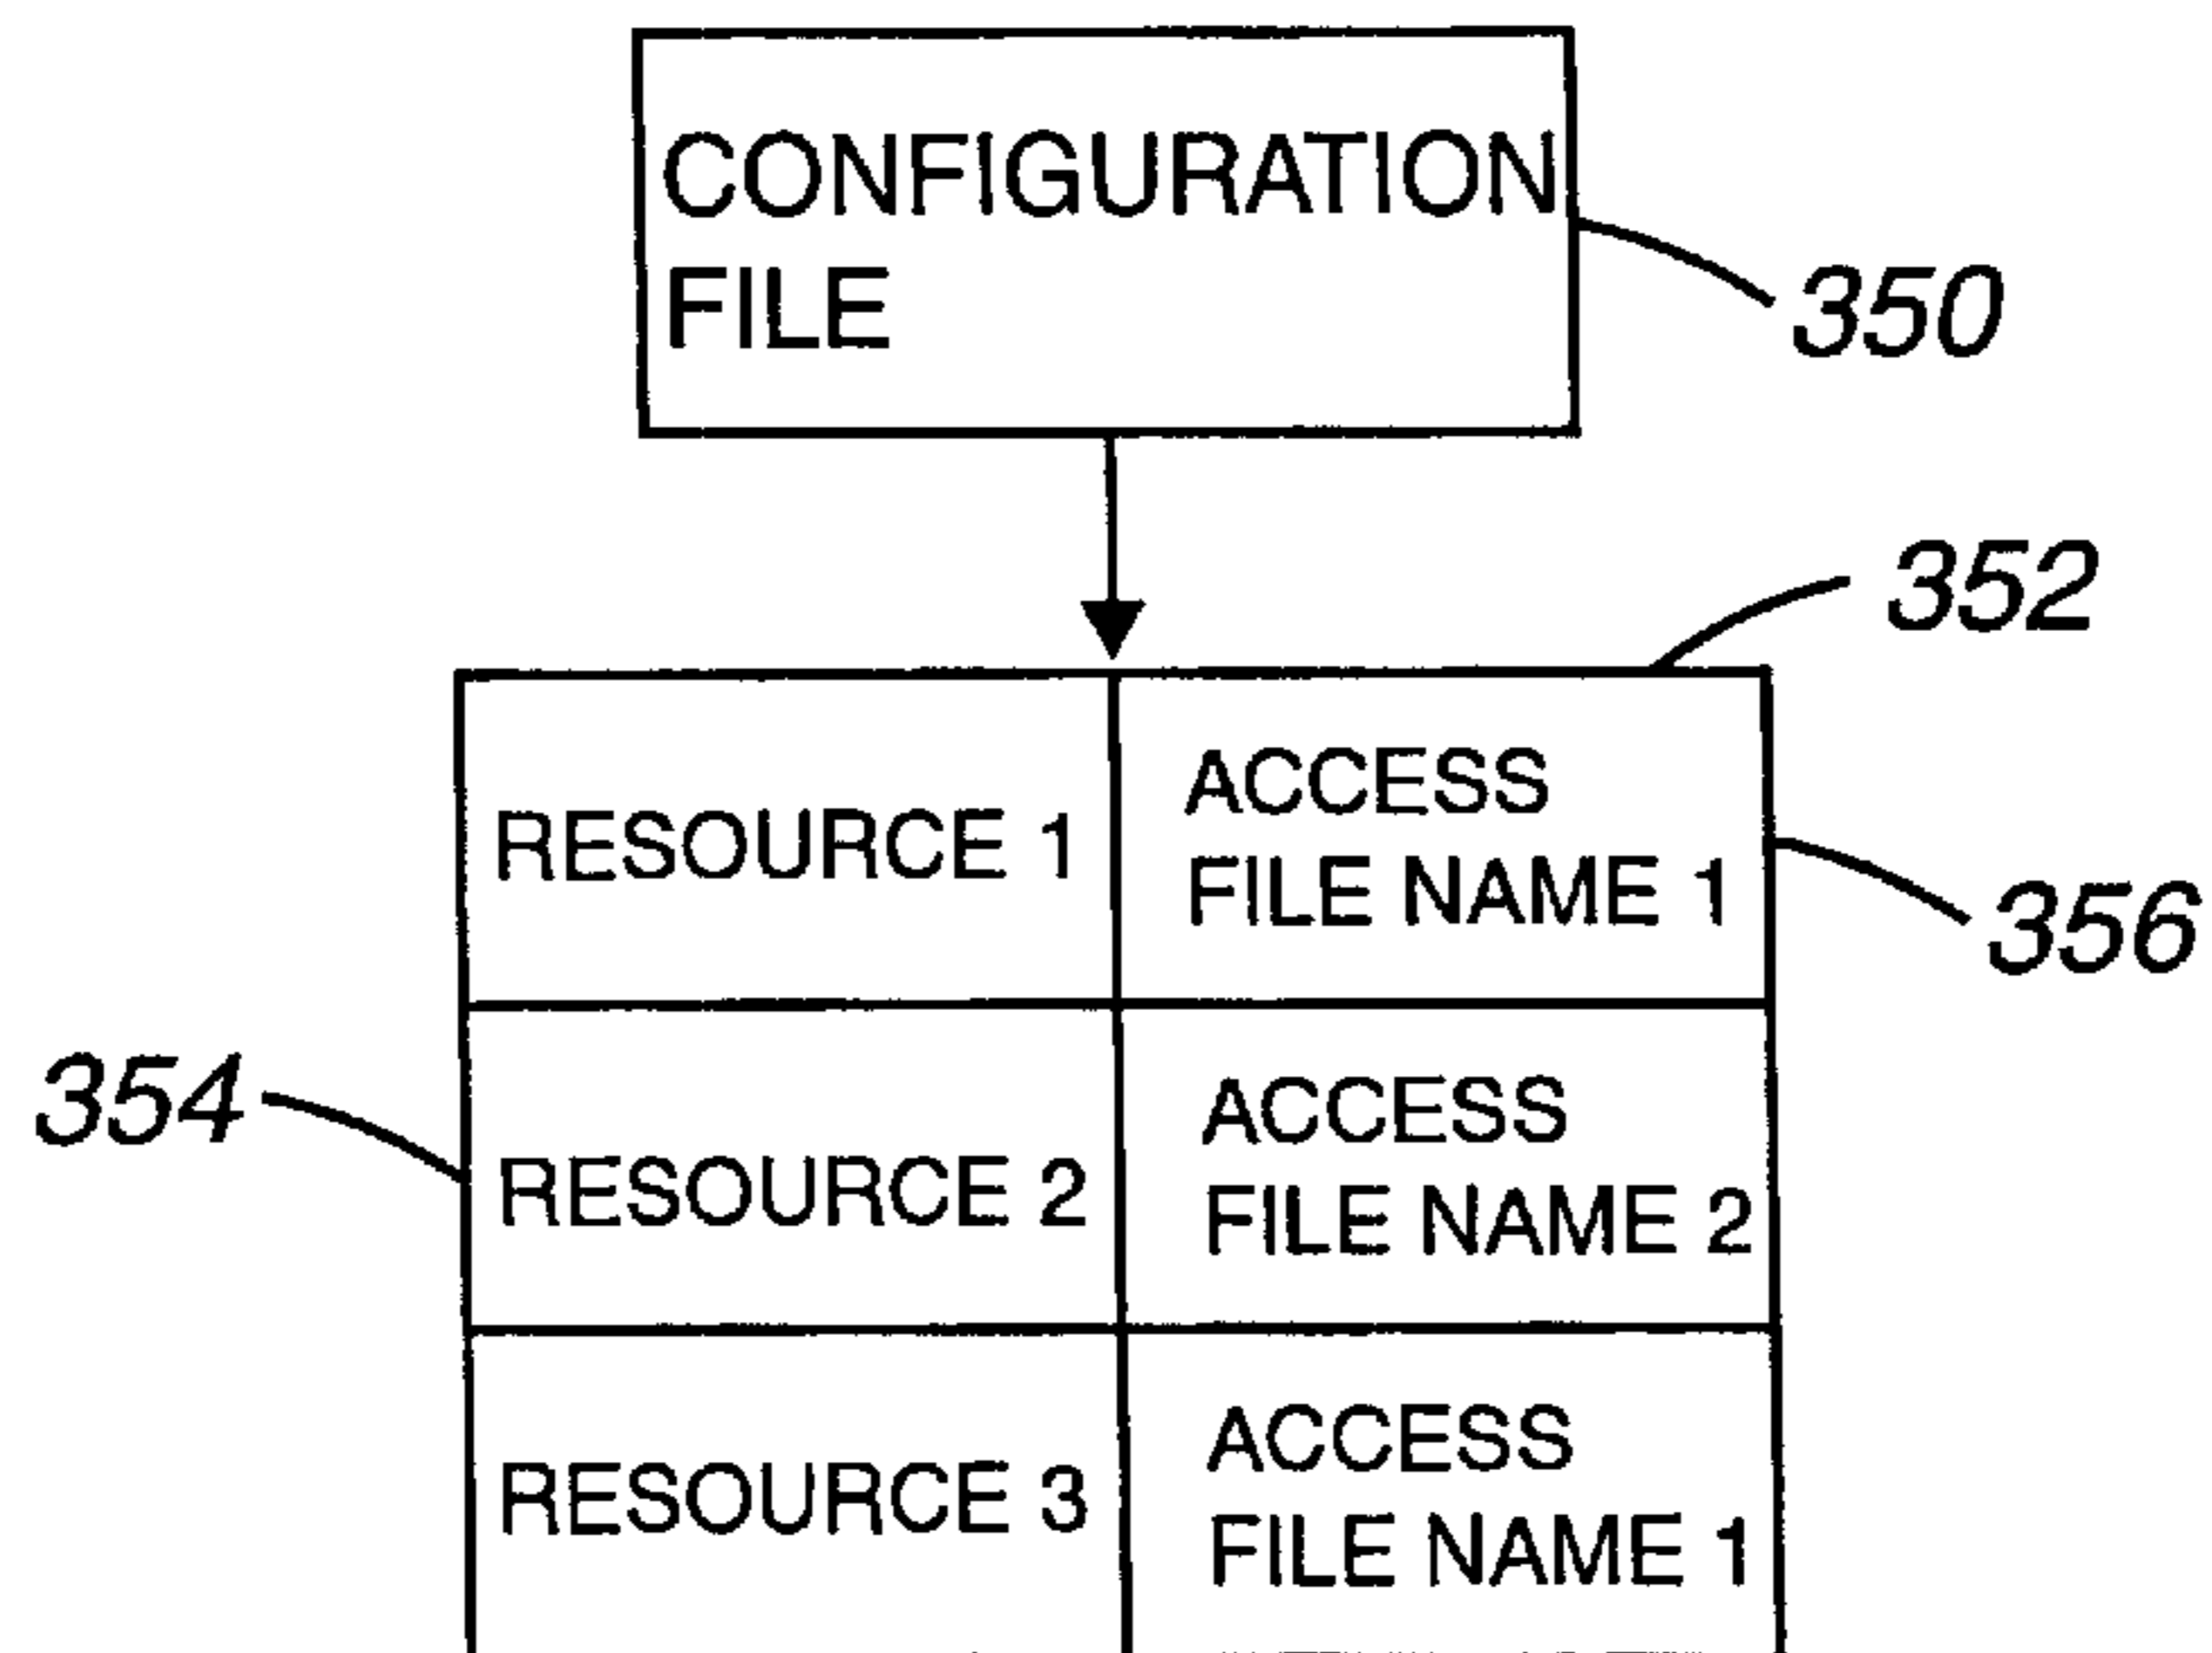 CONFIGURATION
FILE
350
352
RESOURCE 1
ACCESS
FILE NAME 1
356
354
RESOURCE 2
ACCESS
FILE NAME 2
RESOURCE 3
ACCESS
FILE NAME 1